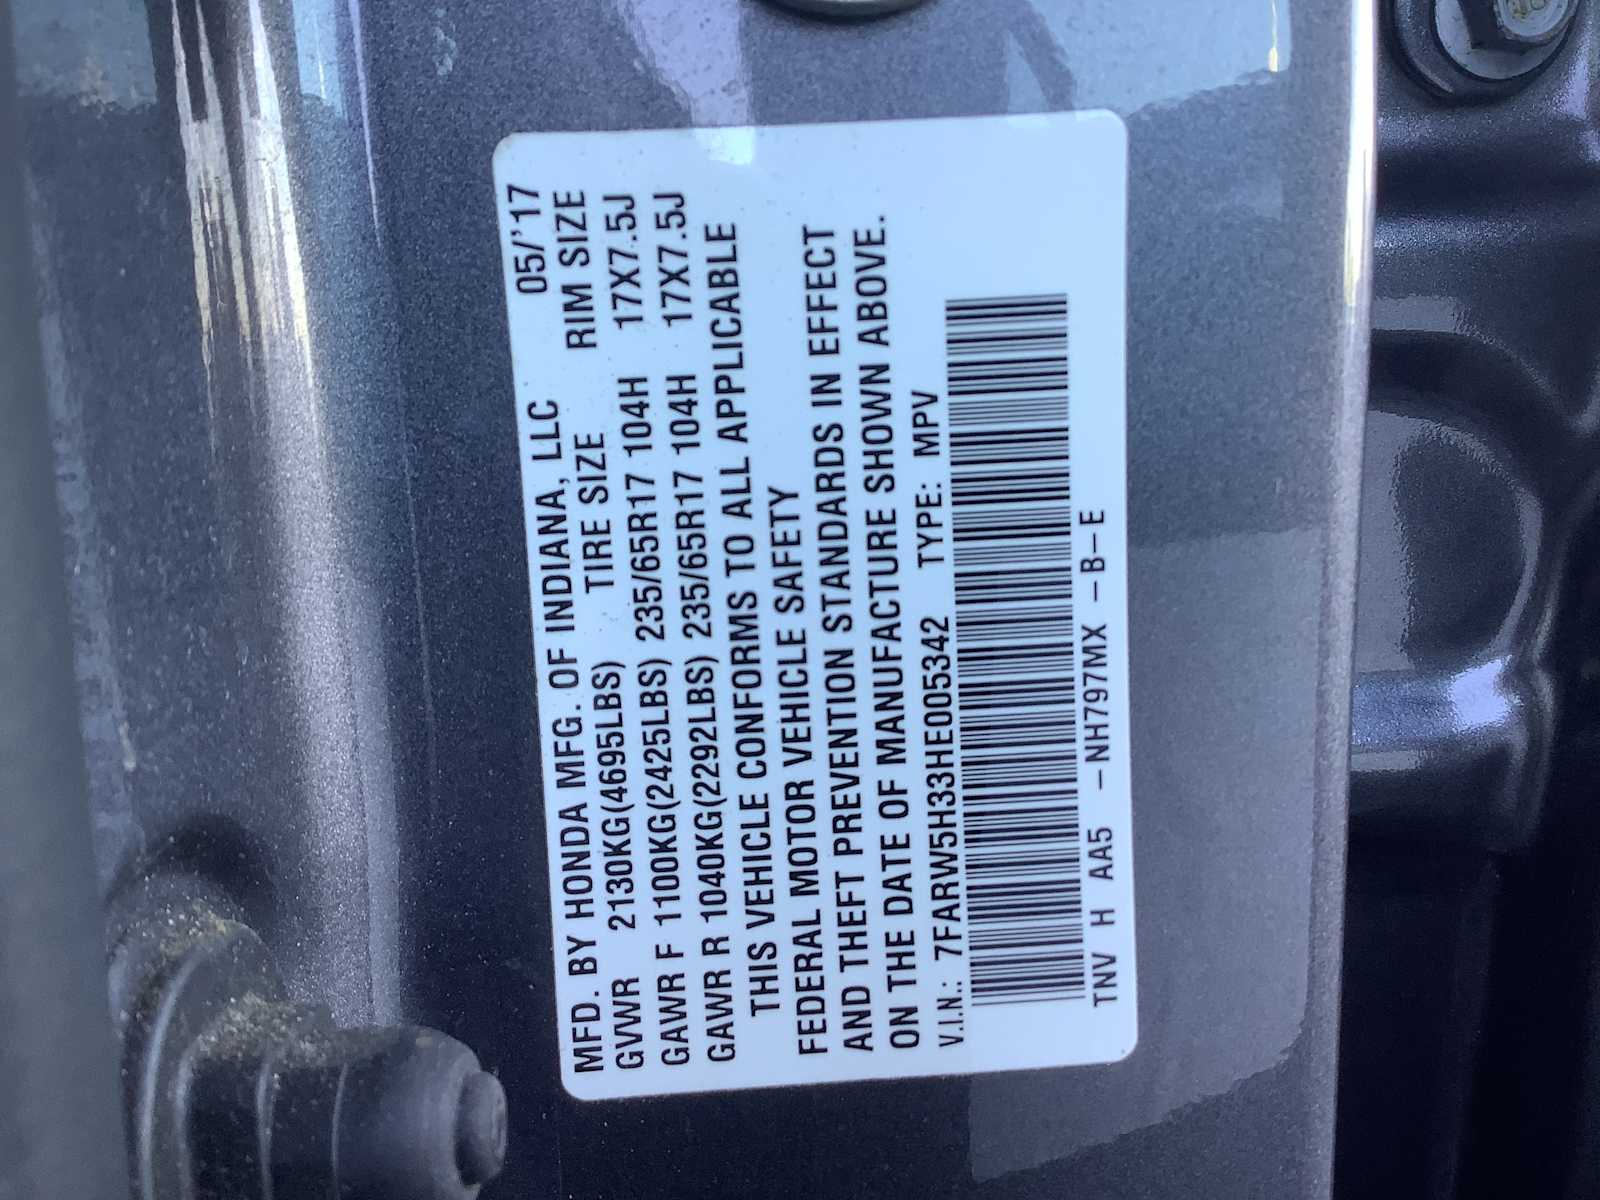 MFD. BY HONDA MFG. OF INDIANA, LLC 05/'17
GVWR 2130KG(4695LBS) TIRE SIZE RIM SIZE
GAWR F 1100KG(2425LBS) 235/65R17 104H 17X7.5J
GAWR R 1040KG(2292LBS) 235/65R17 104H 17X7.5J
THIS VEHICLE CONFORMS TO ALL APPLICABLE
FEDERAL MOTOR VEHICLE SAFETY
AND THEFT PREVENTION STANDARDS IN EFFECT
ON THE DATE OF MANUFACTURE SHOWN ABOVE.
V.I.N.: 7FARW5H33HE005342 TYPE: MPV
TNV H AA5 -NH797MX -B-E